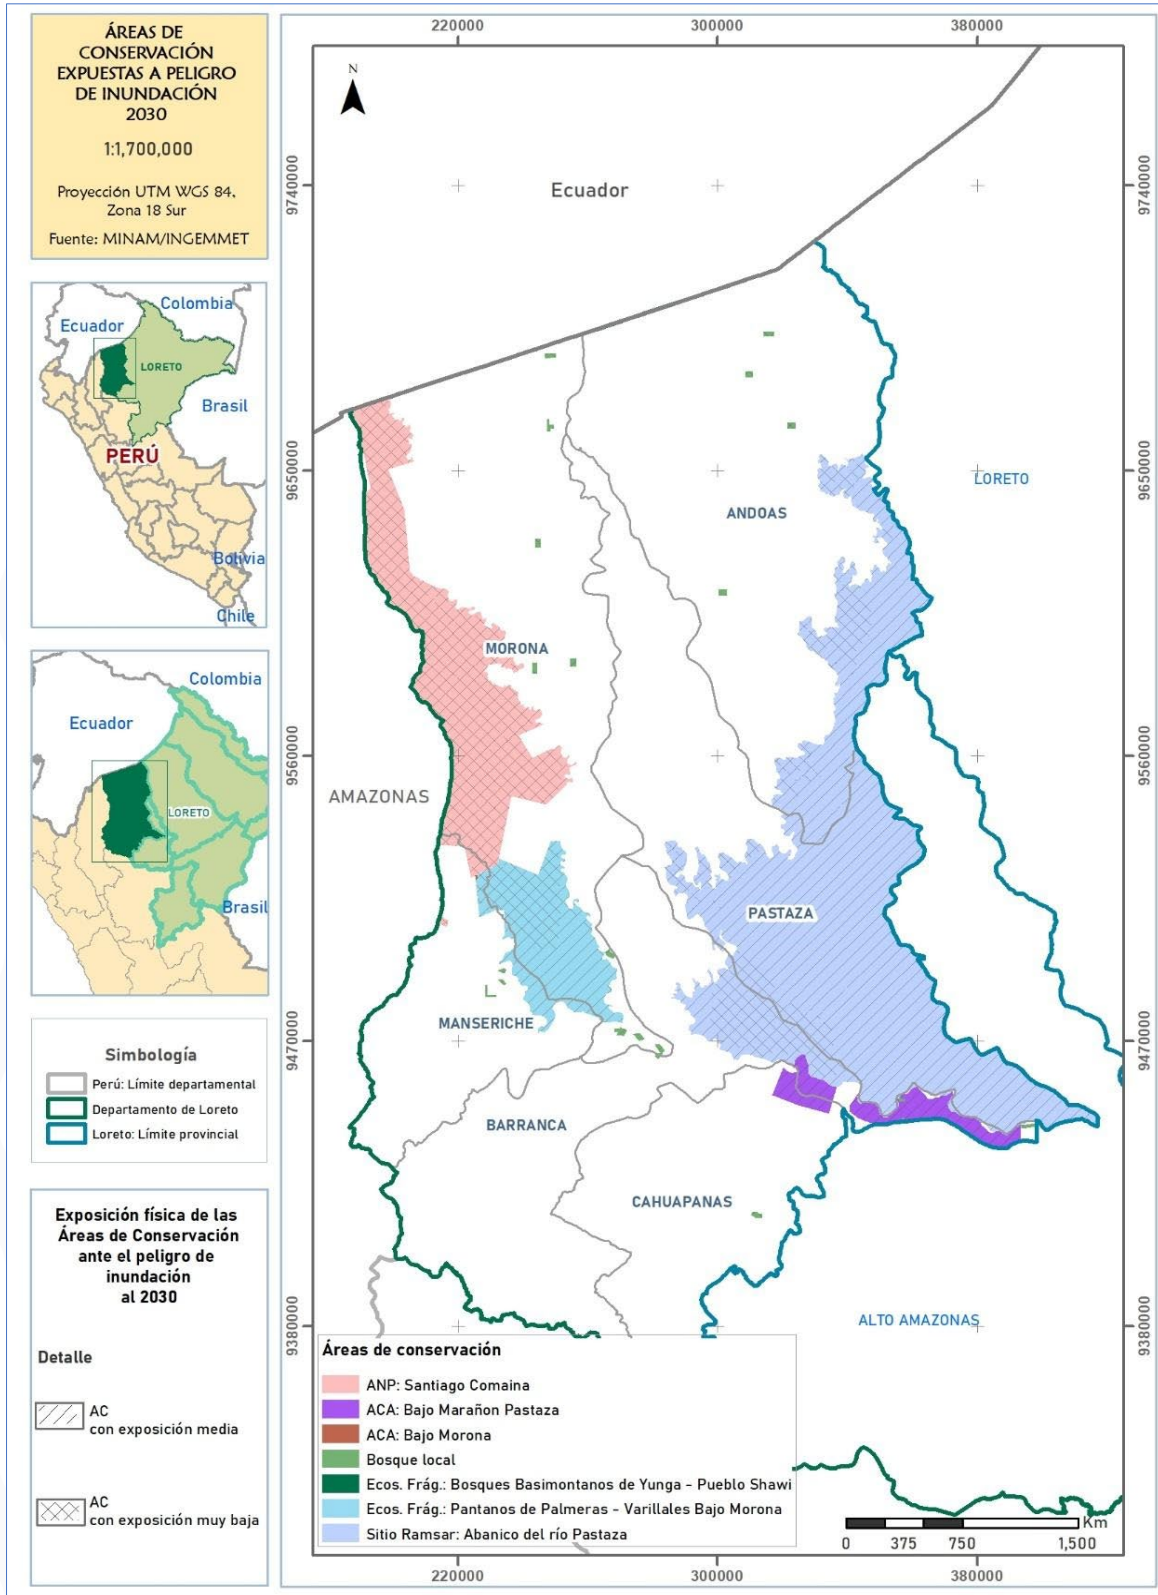 ÁREAS DE
CONSERVACIÓN
EXPUESTAS A PELIGRO
DE INUNDACIÓN
2030
1:1,700,000
Proyección UTM WGS 84,
Zona 18 Sur
Fuente: MINAM/INGEMMET
Colombia
Ecuador
LORETO
Brasil
PERÚ
Bolivia
Chile
Colombia
Ecuador
LORETO
Brasil
Simbología
Perú: Límite departamental
Departamento de Loreto
Loreto: Límite provincial
Exposición física de las
Áreas de Conservación
ante el peligro de
inundación
al 2030
Detalle
AC
con exposición media
AC
con exposición muy baja
220000
300000
380000
N
Ecuador
9740000
9740000
9650000
9650000
LORETO
ANDOAS
MORONA
9560000
9560000
AMAZONAS
PASTAZA
MANSERICHE
9470000
9470000
BARRANCA
CAHUAPANAS
ALTO AMAZONAS
9380000
9380000
Áreas de conservación
ANP: Santiago Comaina
ACA: Bajo Marañon Pastaza
ACA: Bajo Morona
Bosque local
Ecos. Frág.: Bosques Basimontanos de Yunga - Pueblo Shawi
Ecos. Frág.: Pantanos de Palmeras - Varillales Bajo Morona
Sitio Ramsar: Abanico del río Pastaza
Km
0 375 750 1,500
220000
300000
380000